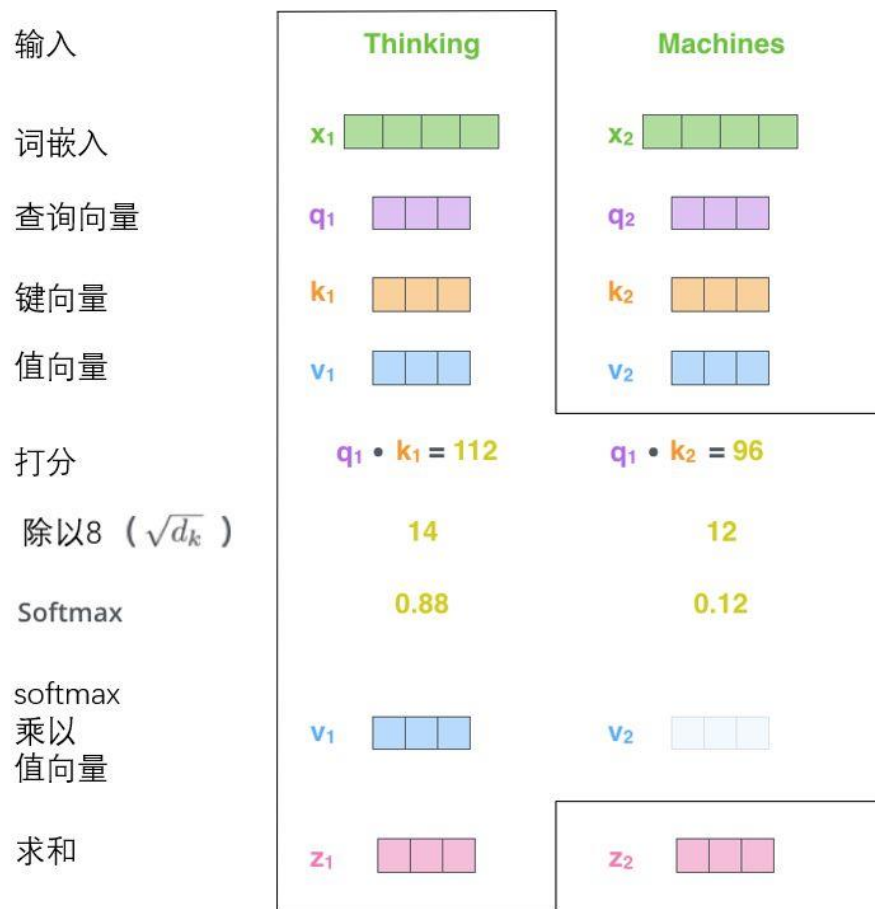 输入 Thinking Machines
词嵌入 x₁ x₂
查询向量 q₁ q₂
键向量 k₁ k₂
值向量 v₁ v₂
打分 q₁ • k₁ = 112 q₁ • k₂ = 96
除以8 ( √dₖ ) 14 12
Softmax 0.88 0.12
softmax
乘以 v₁ v₂
值向量
求和 z₁ z₂